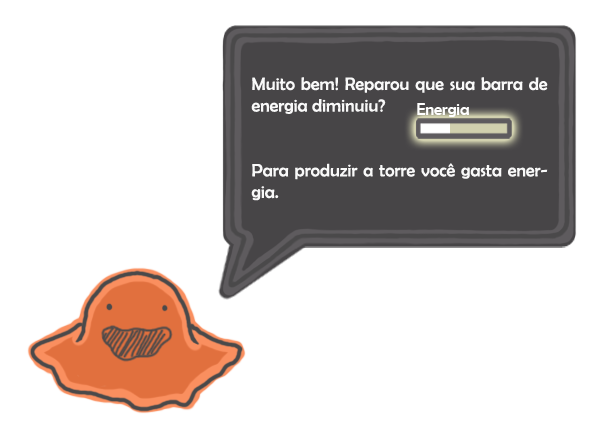 Muito bem! Reparou que sua barra de
energia diminuiu?
Energia
Para produzir a torre você gasta ener-
gia.